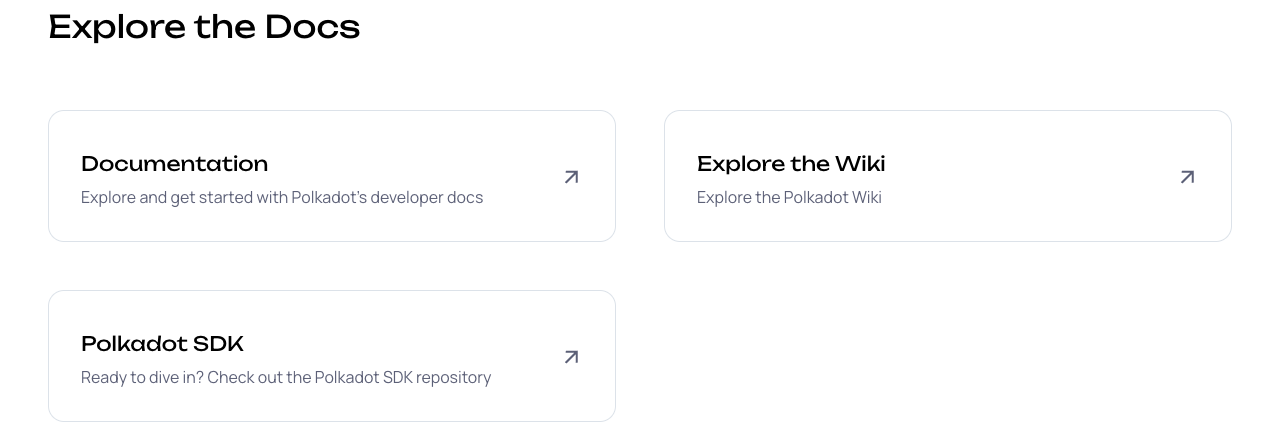 Explore the Docs
Documentation
Explore and get started with Polkadot's developer docs
Explore the Wiki
Explore the Polkadot Wiki
Polkadot SDK
Ready to dive in? Check out the Polkadot SDK repository